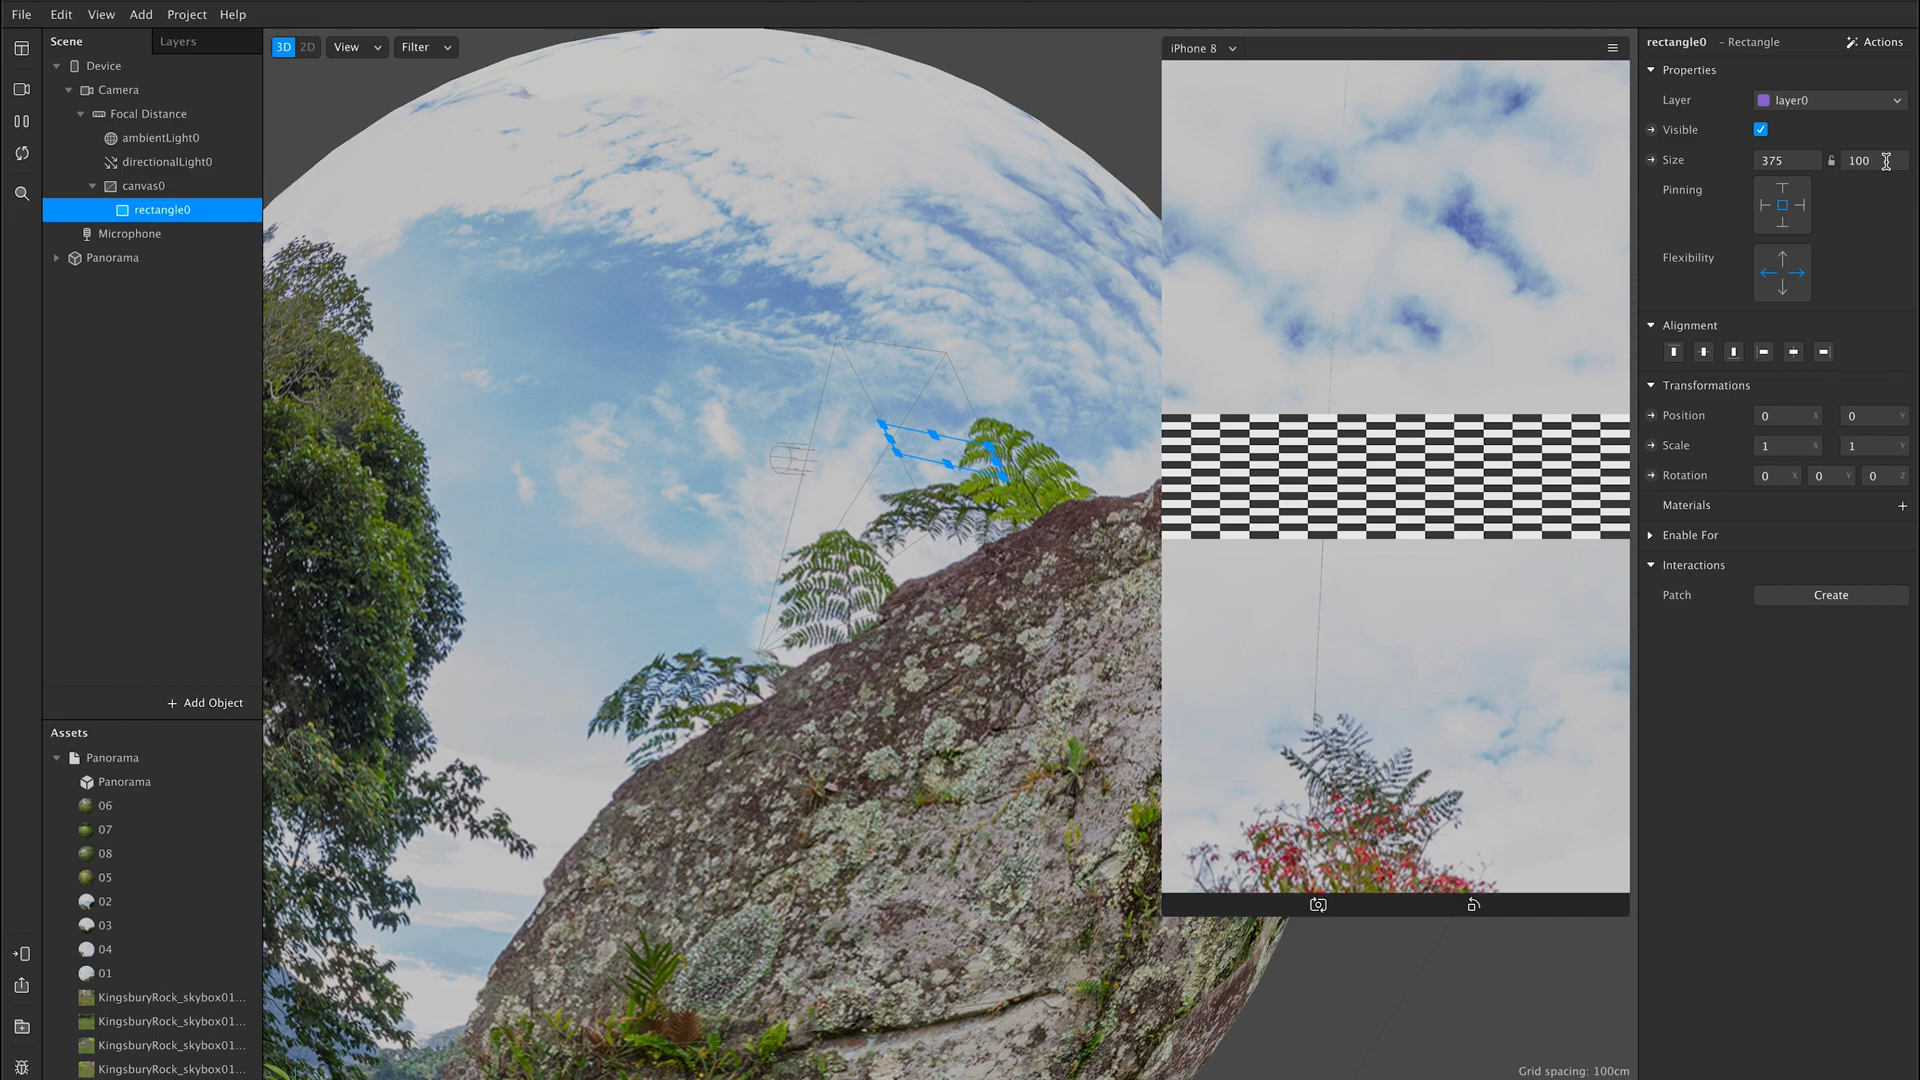 File Edit View Add Project Help
Scene Layers
Device
Camera
Focal Distance
ambientLight0
directionalLight0
canvas0
rectangle0
Microphone
Panorama
+ Add Object
Assets
Panorama
Panorama
06
07
08
05
02
03
04
01
KingsburyRock_skybox01...
KingsburyRock_skybox01...
KingsburyRock_skybox01...
KingsburyRock_skybox01...
3D 2D View Filter
iPhone 8
Grid spacing: 100cm
rectangle0 - Rectangle Actions
Properties
Layer layer0
Visible
Size 375 100
Pinning
Flexibility
Alignment
Transformations
Position 0 X 0 Y
Scale 1 X 1 Y
Rotation 0 X 0 Y 0 Z
Materials +
Enable For
Interactions
Patch Create